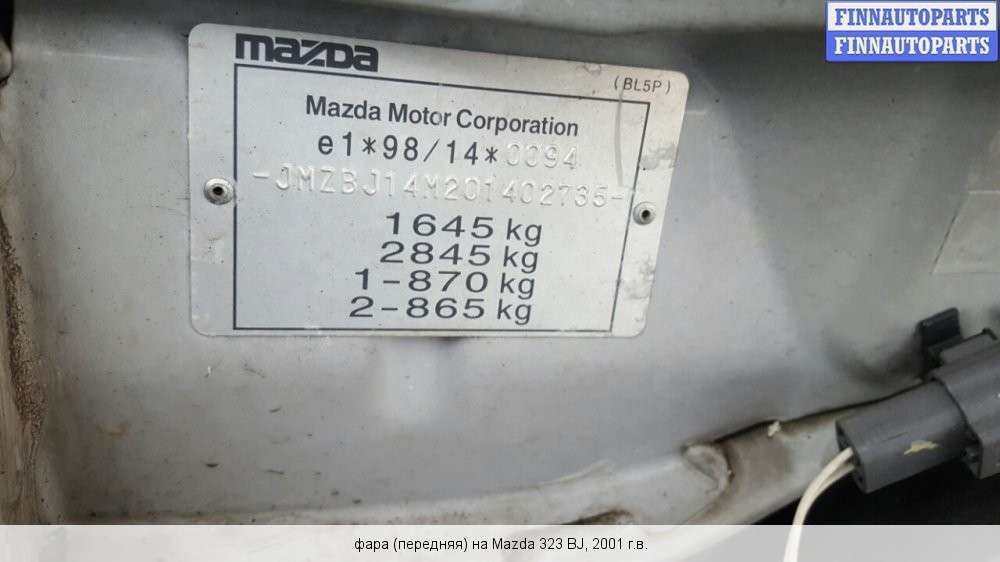 FINNAUTOPARTS
FINNAUTOPARTS
mazda
(BL5P)
Mazda Motor Corporation
e1*98/14*0094
-JMZBJ14M201402735-
1645 kg
2845 kg
1-870 kg
2-865 kg
фара (передняя) на Mazda 323 BJ, 2001 г.в.